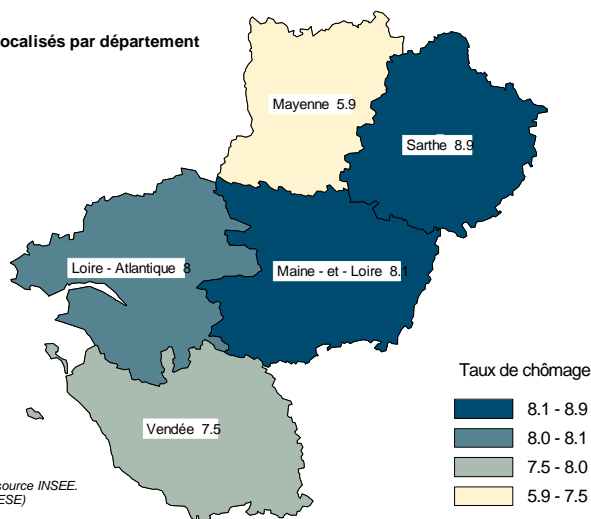 localisés par département
Mayenne 5.9
Sarthe 8.9
Loire - Atlantique 8
Maine - et - Loire 8.1
Vendée 7.5
Taux de chômage
8.1 - 8.9
8.0 - 8.1
7.5 - 8.0
5.9 - 7.5
source INSEE.
ESE)